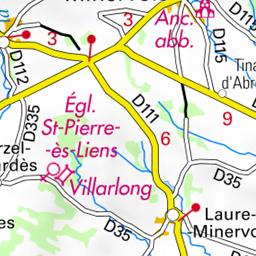 3
3
Anc.
abb.
D115
D115
Tina
d'Abre
D112
D111
9
6
Égl.
St-Pierre-
-ès-Liens
D335
Villarlong
D35
D35
Laure-
Minervo